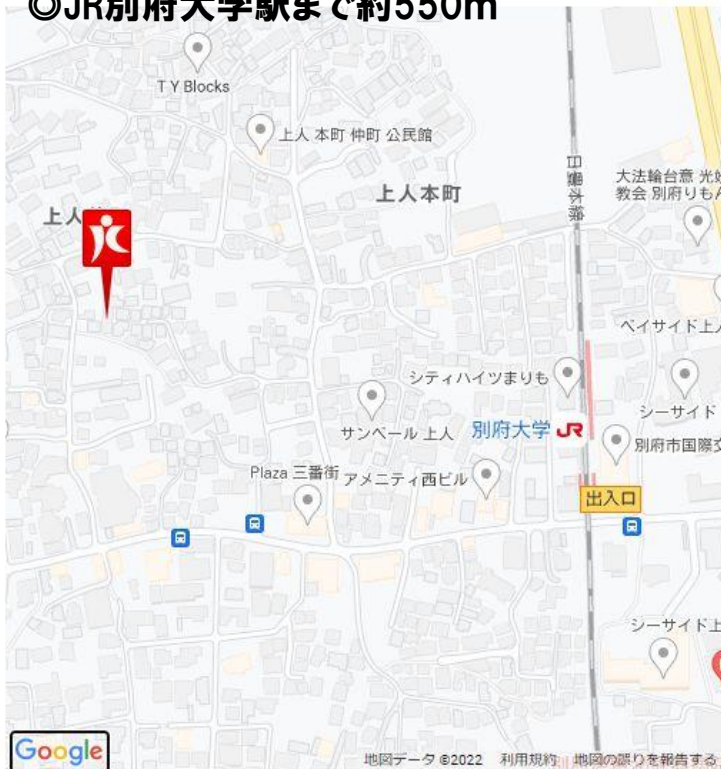 ◎JR別府大学駅まで約550m
T Y Blocks
上人 本町 仲町 公民館
日豊本線
大法輪台意 光妙
教会 別府りもA
上人本町
上人
ベイサイド上人
シティハイツまりも
シーサイド
サンベール 上人
別府大学 JR
別府市国際交
Plaza 三番街
アメニティ西ビル
出入口
シーサイド上
Google
地図データ ©2022 利用規約 地図の誤りを報告する